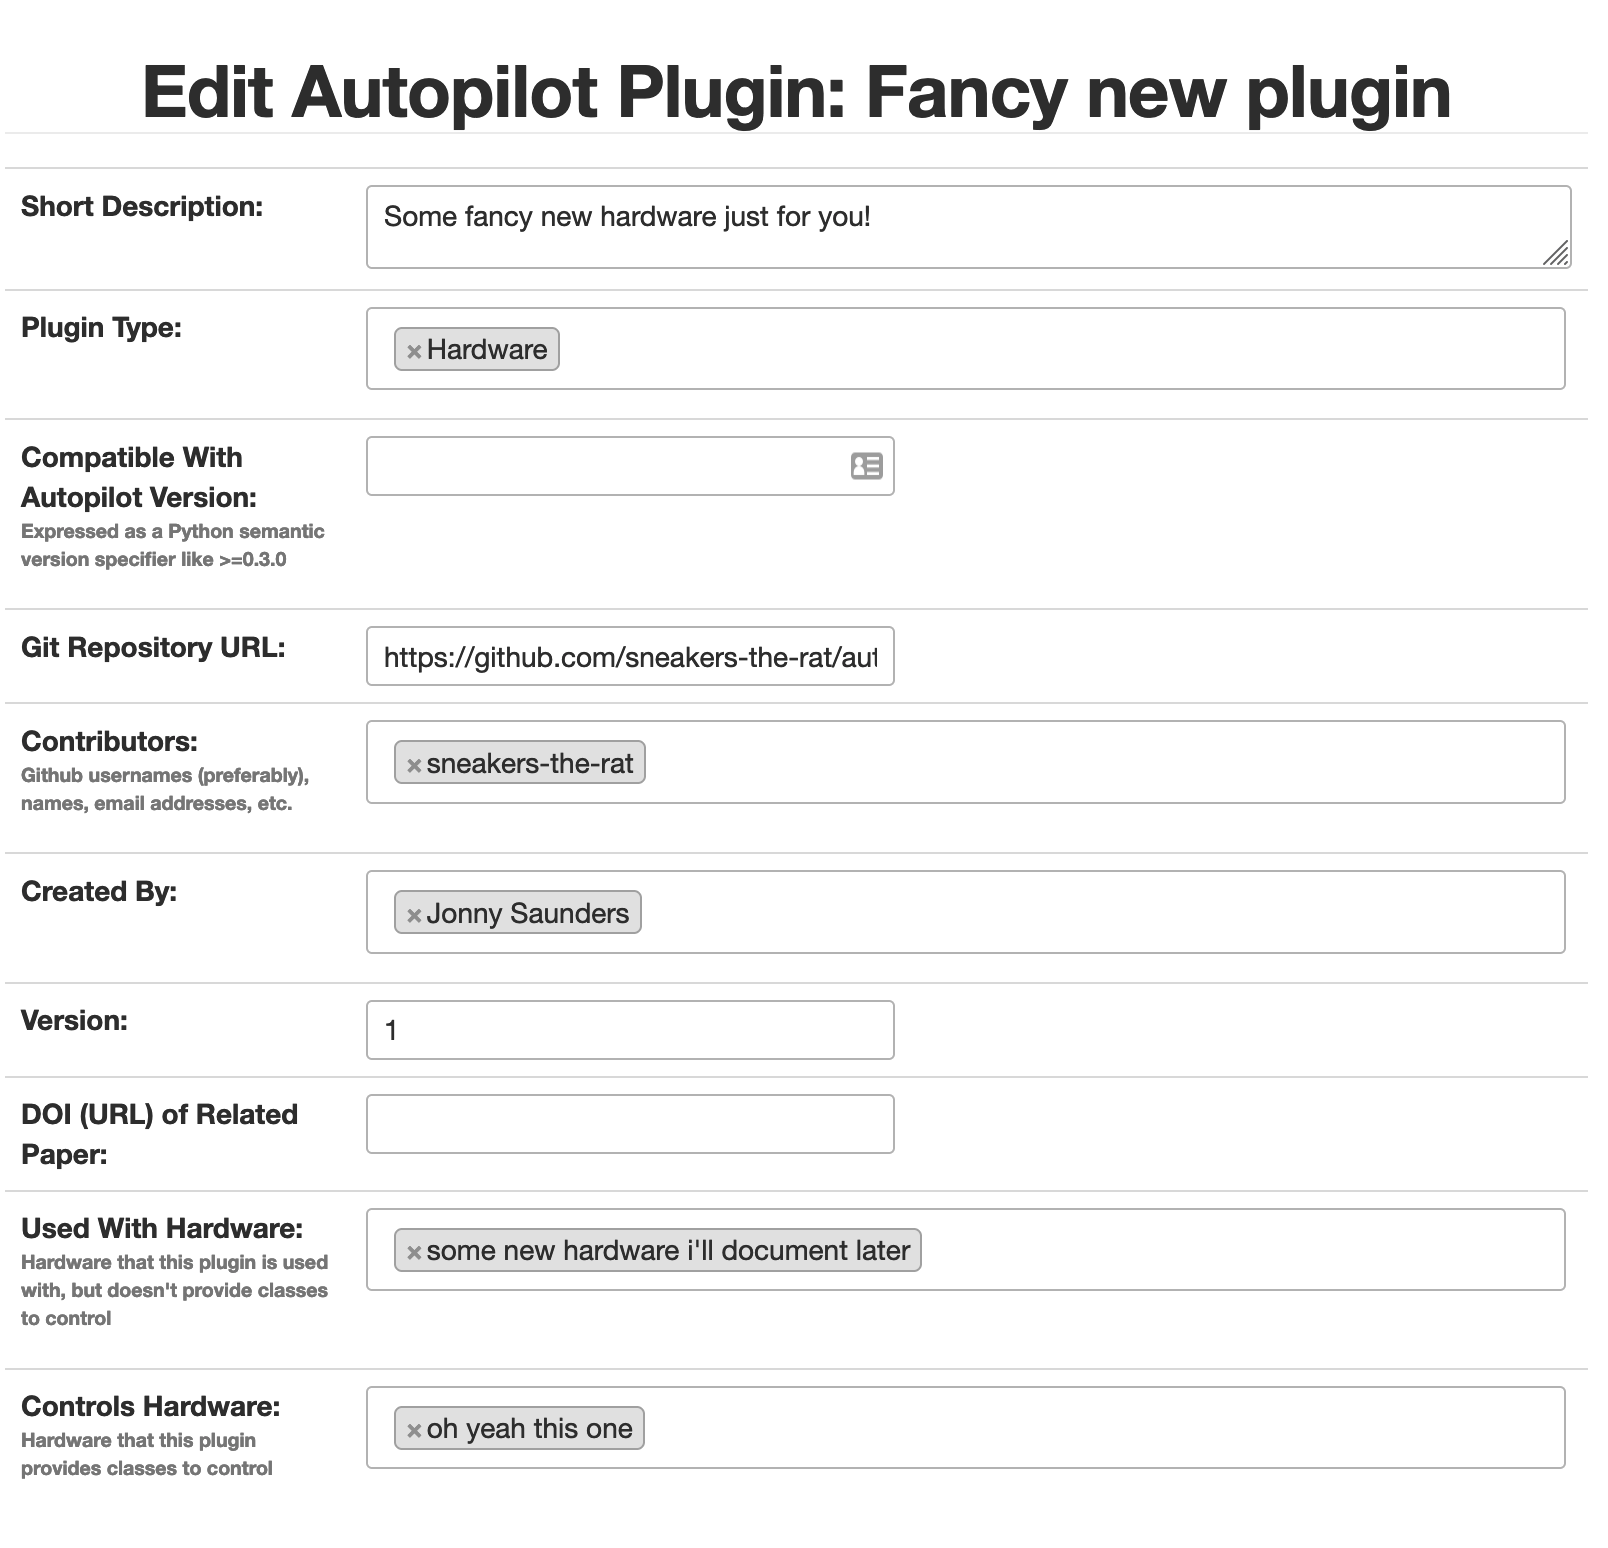 Edit Autopilot Plugin: Fancy new plugin
Short Description:
Some fancy new hardware just for you!
Plugin Type:
×Hardware
Compatible With
Autopilot Version:
Expressed as a Python semantic
version specifier like >=0.3.0
Git Repository URL:
https://github.com/sneakers-the-rat/aut
Contributors:
Github usernames (preferably),
names, email addresses, etc.
×sneakers-the-rat
Created By:
×Jonny Saunders
Version:
1
DOI (URL) of Related
Paper:
Used With Hardware:
Hardware that this plugin is used
with, but doesn't provide classes
to control
×some new hardware i'll document later
Controls Hardware:
Hardware that this plugin
provides classes to control
×oh yeah this one